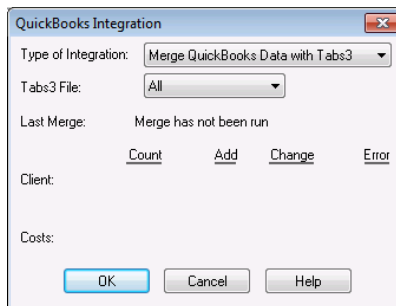 QuickBooks Integration
Type of Integration: Merge QuickBooks Data with Tabs3
Tabs3 File: All
Last Merge: Merge has not been run
Count Add Change Error
Client:
Costs:
OK Cancel Help